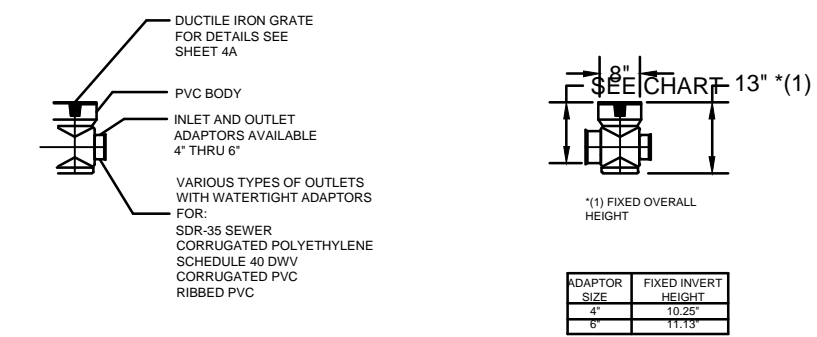 DUCTILE IRON GRATE
FOR DETAILS SEE
SHEET 4A
PVC BODY
INLET AND OUTLET
ADAPTORS AVAILABLE
4" THRU 6"
VARIOUS TYPES OF OUTLETS
WITH WATERTIGHT ADAPTORS
FOR:
SDR-35 SEWER
CORRUGATED POLYETHYLENE
SCHEDULE 40 DWV
CORRUGATED PVC
RIBBED PVC
8"
SEE CHART
13" *(1)
*(1) FIXED OVERALL
HEIGHT
ADAPTOR SIZE FIXED INVERT HEIGHT
4" 10.25"
6" 11.13"